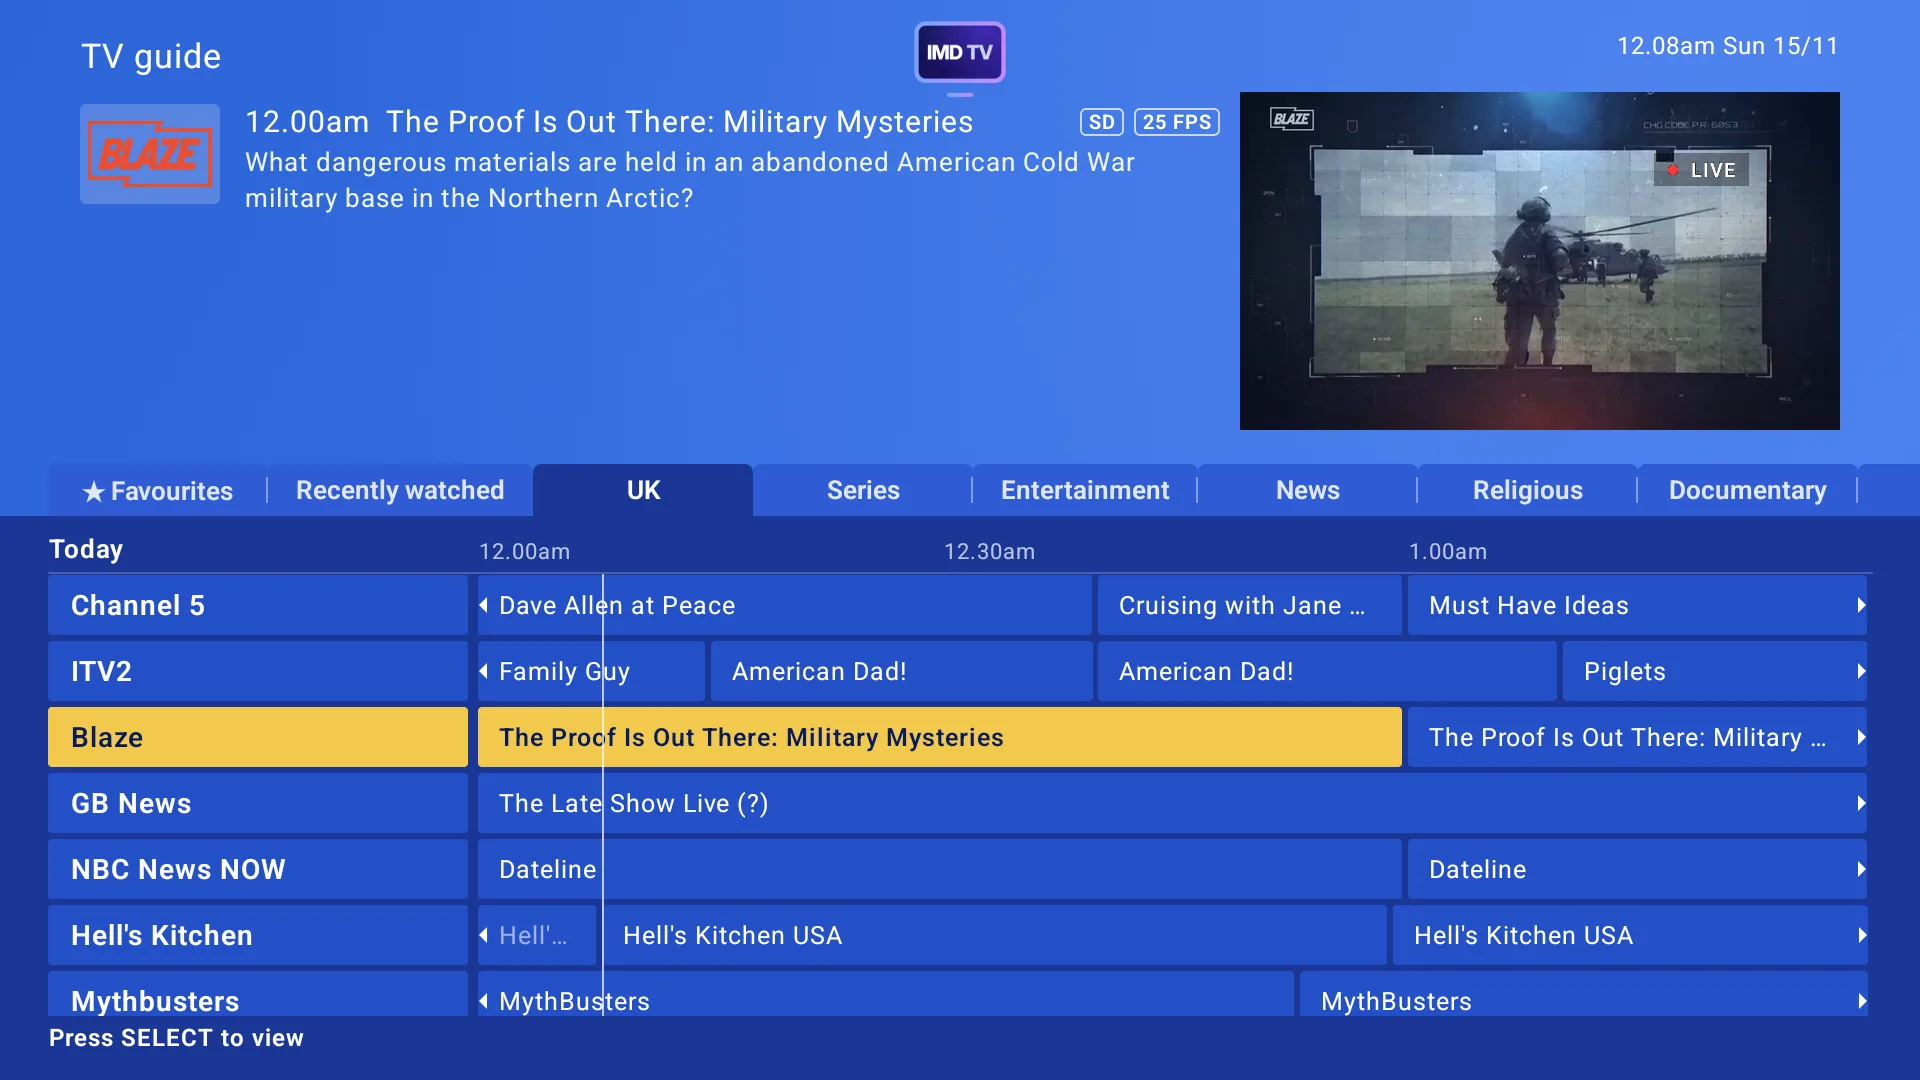 TV guide
IMD TV
12.08am Sun 15/11
BLAZE
12.00am The Proof Is Out There: Military Mysteries
SD
25 FPS
What dangerous materials are held in an abandoned American Cold War
military base in the Northern Arctic?
BLAZE
LIVE
★ Favourites
Recently watched
UK
Series
Entertainment
News
Religious
Documentary
Today
12.00am
12.30am
1.00am
Channel 5
Dave Allen at Peace
Cruising with Jane ...
Must Have Ideas
ITV2
Family Guy
American Dad!
American Dad!
Piglets
Blaze
The Proof Is Out There: Military Mysteries
The Proof Is Out There: Military ...
GB News
The Late Show Live (?)
NBC News NOW
Dateline
Dateline
Hell's Kitchen
Hell'...
Hell's Kitchen USA
Hell's Kitchen USA
Mythbusters
MythBusters
MythBusters
Press SELECT to view